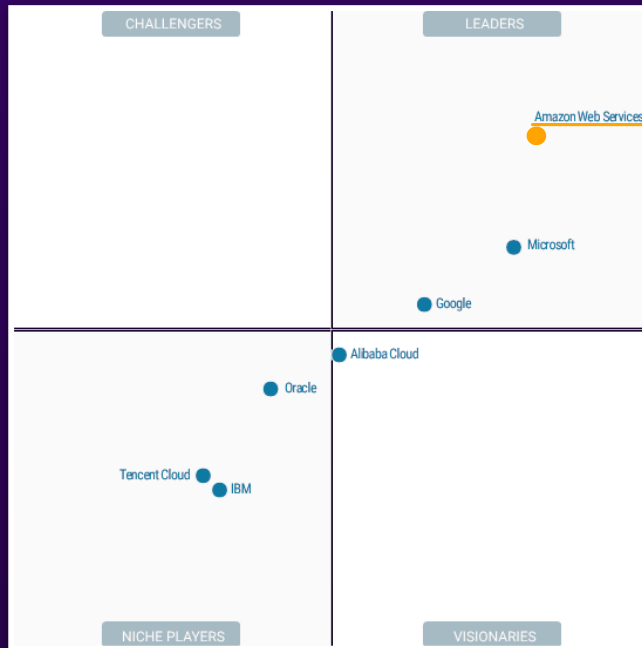 CHALLENGERS
LEADERS
Amazon Web Services
Microsoft
Google
Alibaba Cloud
Oracle
Tencent Cloud
IBM
NICHE PLAYERS
VISIONARIES